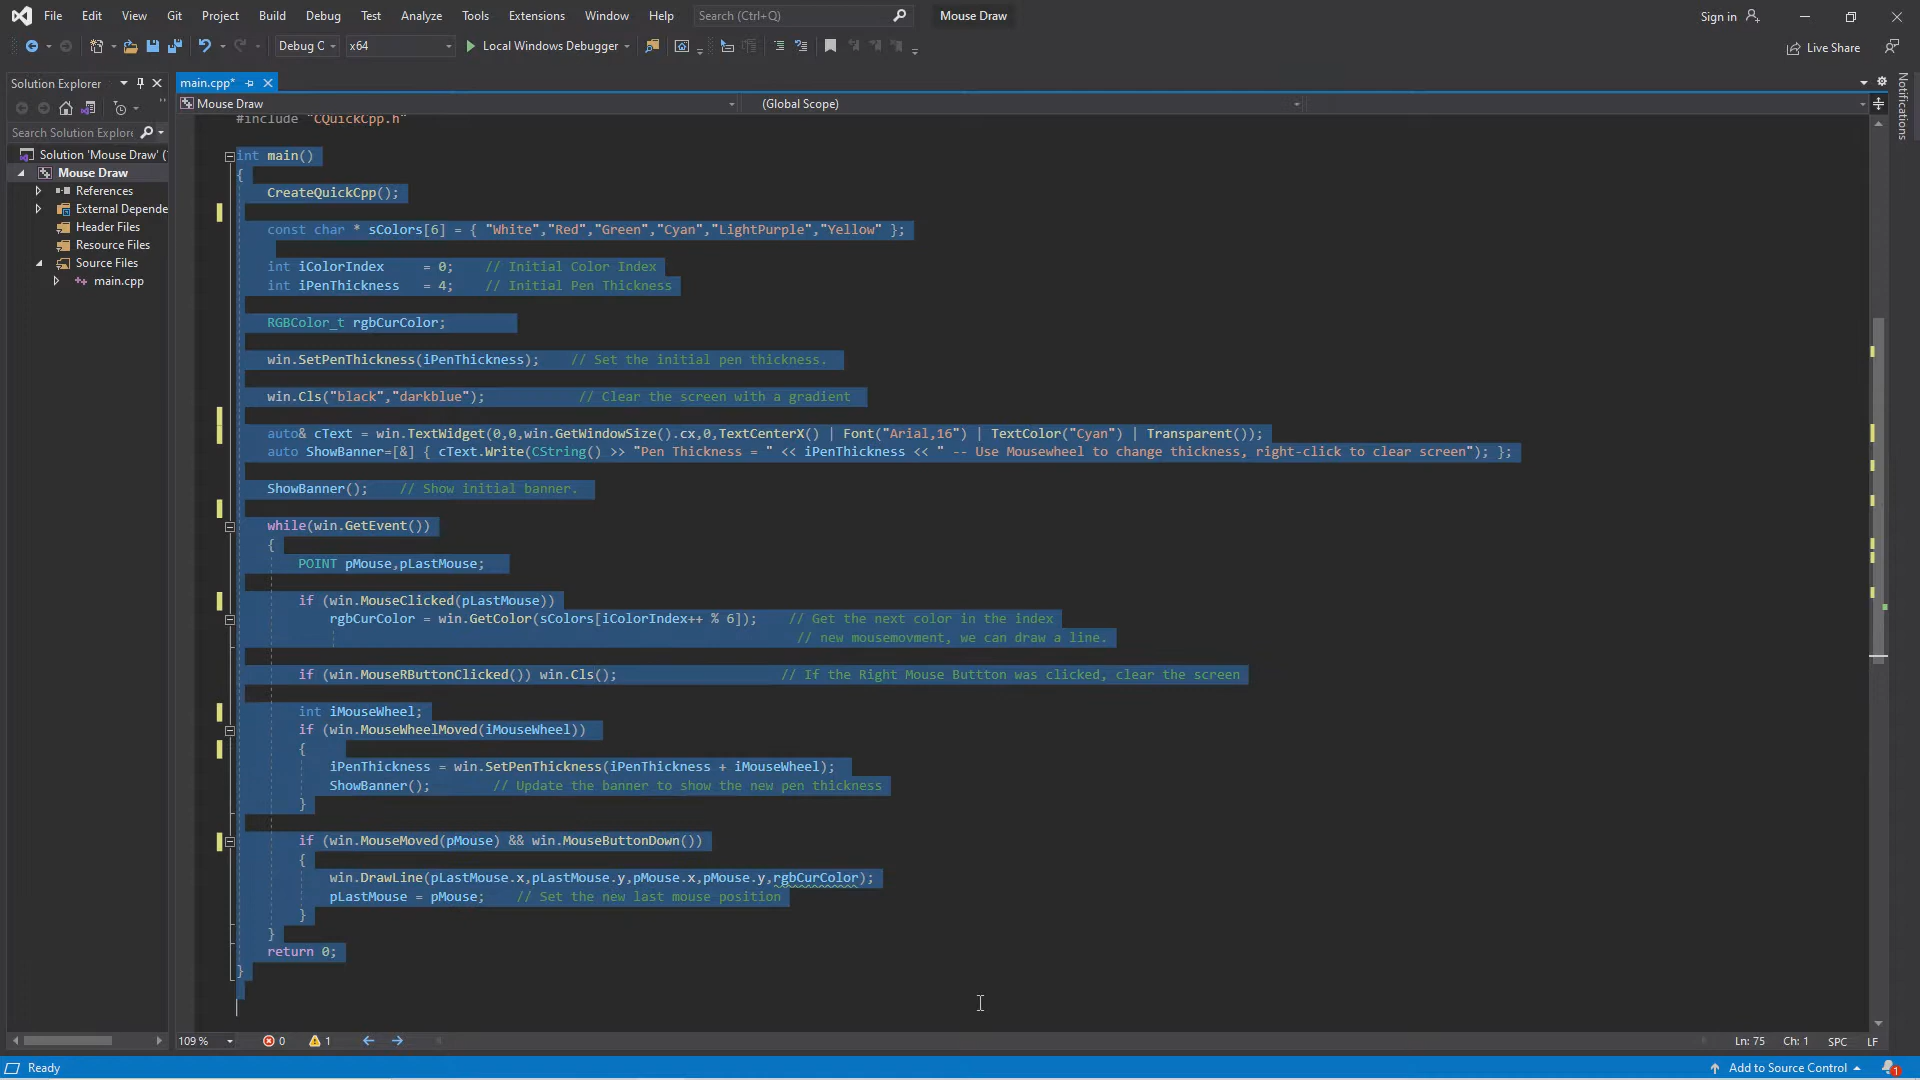 File Edit View Git Project Build Debug Test Analyze Tools Extensions Window Help Search (Ctrl+Q) Mouse Draw Sign in
Debug C x64 Local Windows Debugger Live Share
Solution Explorer
main.cpp*
Notifications
Mouse Draw (Global Scope)
Search Solution Explore
Solution 'Mouse Draw' (
Mouse Draw
References
External Depende
Header Files
Resource Files
Source Files
main.cpp
#include "CQuickCpp.h"
int main()
{
CreateQuickCpp();
const char * sColors[6] = { "White","Red","Green","Cyan","LightPurple","Yellow" };
int iColorIndex = 0; // Initial Color Index
int iPenThickness = 4; // Initial Pen Thickness
RGBColor_t rgbCurColor;
win.SetPenThickness(iPenThickness); // Set the initial pen thickness.
win.Cls("black","darkblue"); // Clear the screen with a gradient
auto& cText = win.TextWidget(0,0,win.GetWindowSize().cx,0,TextCenterX() | Font("Arial,16") | TextColor("Cyan") | Transparent());
auto ShowBanner=[&] { cText.Write(CString() >> "Pen Thickness = " << iPenThickness << " -- Use Mousewheel to change thickness, right-click to clear screen"); };
ShowBanner(); // Show initial banner.
while(win.GetEvent())
{
POINT pMouse,pLastMouse;
if (win.MouseClicked(pLastMouse))
rgbCurColor = win.GetColor(sColors[iColorIndex++ % 6]); // Get the next color in the index
// new mousemovment, we can draw a line.
if (win.MouseRButtonClicked()) win.Cls(); // If the Right Mouse Buttton was clicked, clear the screen
int iMouseWheel;
if (win.MouseWheelMoved(iMouseWheel))
{
iPenThickness = win.SetPenThickness(iPenThickness + iMouseWheel);
ShowBanner(); // Update the banner to show the new pen thickness
}
if (win.MouseMoved(pMouse) && win.MouseButtonDown())
{
win.DrawLine(pLastMouse.x,pLastMouse.y,pMouse.x,pMouse.y,rgbCurColor);
pLastMouse = pMouse; // Set the new last mouse position
}
}
return 0;
}
109 % 0 1 Ln: 75 Ch: 1 SPC LF
Ready Add to Source Control 1